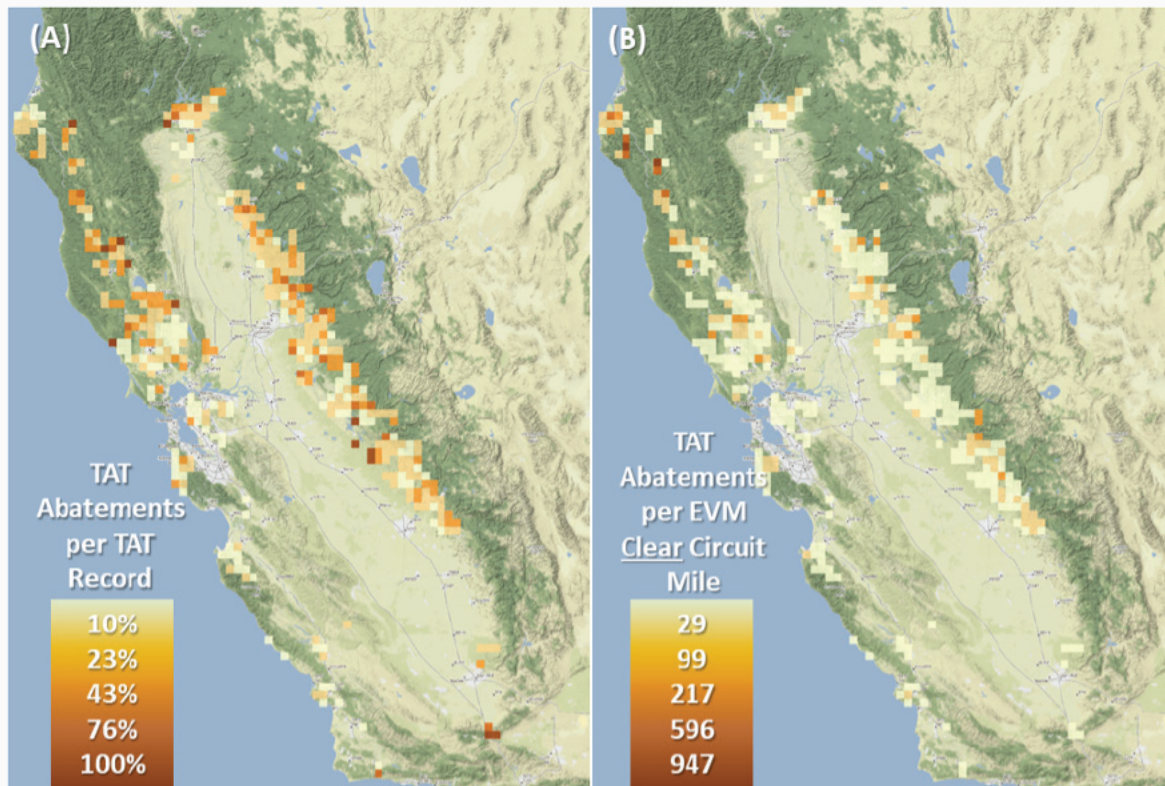 (A)
TAT
Abatements
per TAT
Record
10%
23%
43%
76%
100%
(B)
TAT
Abatements
per EVM
Clear Circuit
Mile
29
99
217
596
947